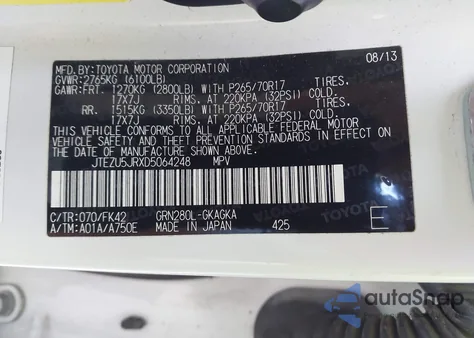 MFD. BY: TOYOTA MOTOR CORPORATION 08/13
GVWR: 2765KG (6100LB)
GAWR: FRT. 1270KG (2800LB) WITH P265/70R17 TIRES.
17X7J RIMS. AT 220KPA (32PSI) COLD.
RR. 1515KG (3350LB) WITH P265/70R17 TIRES.
17X7J RIMS. AT 220KPA (32PSI) COLD.
THIS VEHICLE CONFORMS TO ALL APPLICABLE FEDERAL MOTOR
VEHICLE SAFETY AND THEFT PREVENTION STANDARDS IN EFFECT
ON THE DATE OF MANUFACTURE SHOWN ABOVE.
JTEZU5JRXD5064248 MPV
C/TR: 070/FK42 GRN280L-GKAGKA
A/TM: A01A/A750E MADE IN JAPAN 425 E
TOYOTA
autoSnap